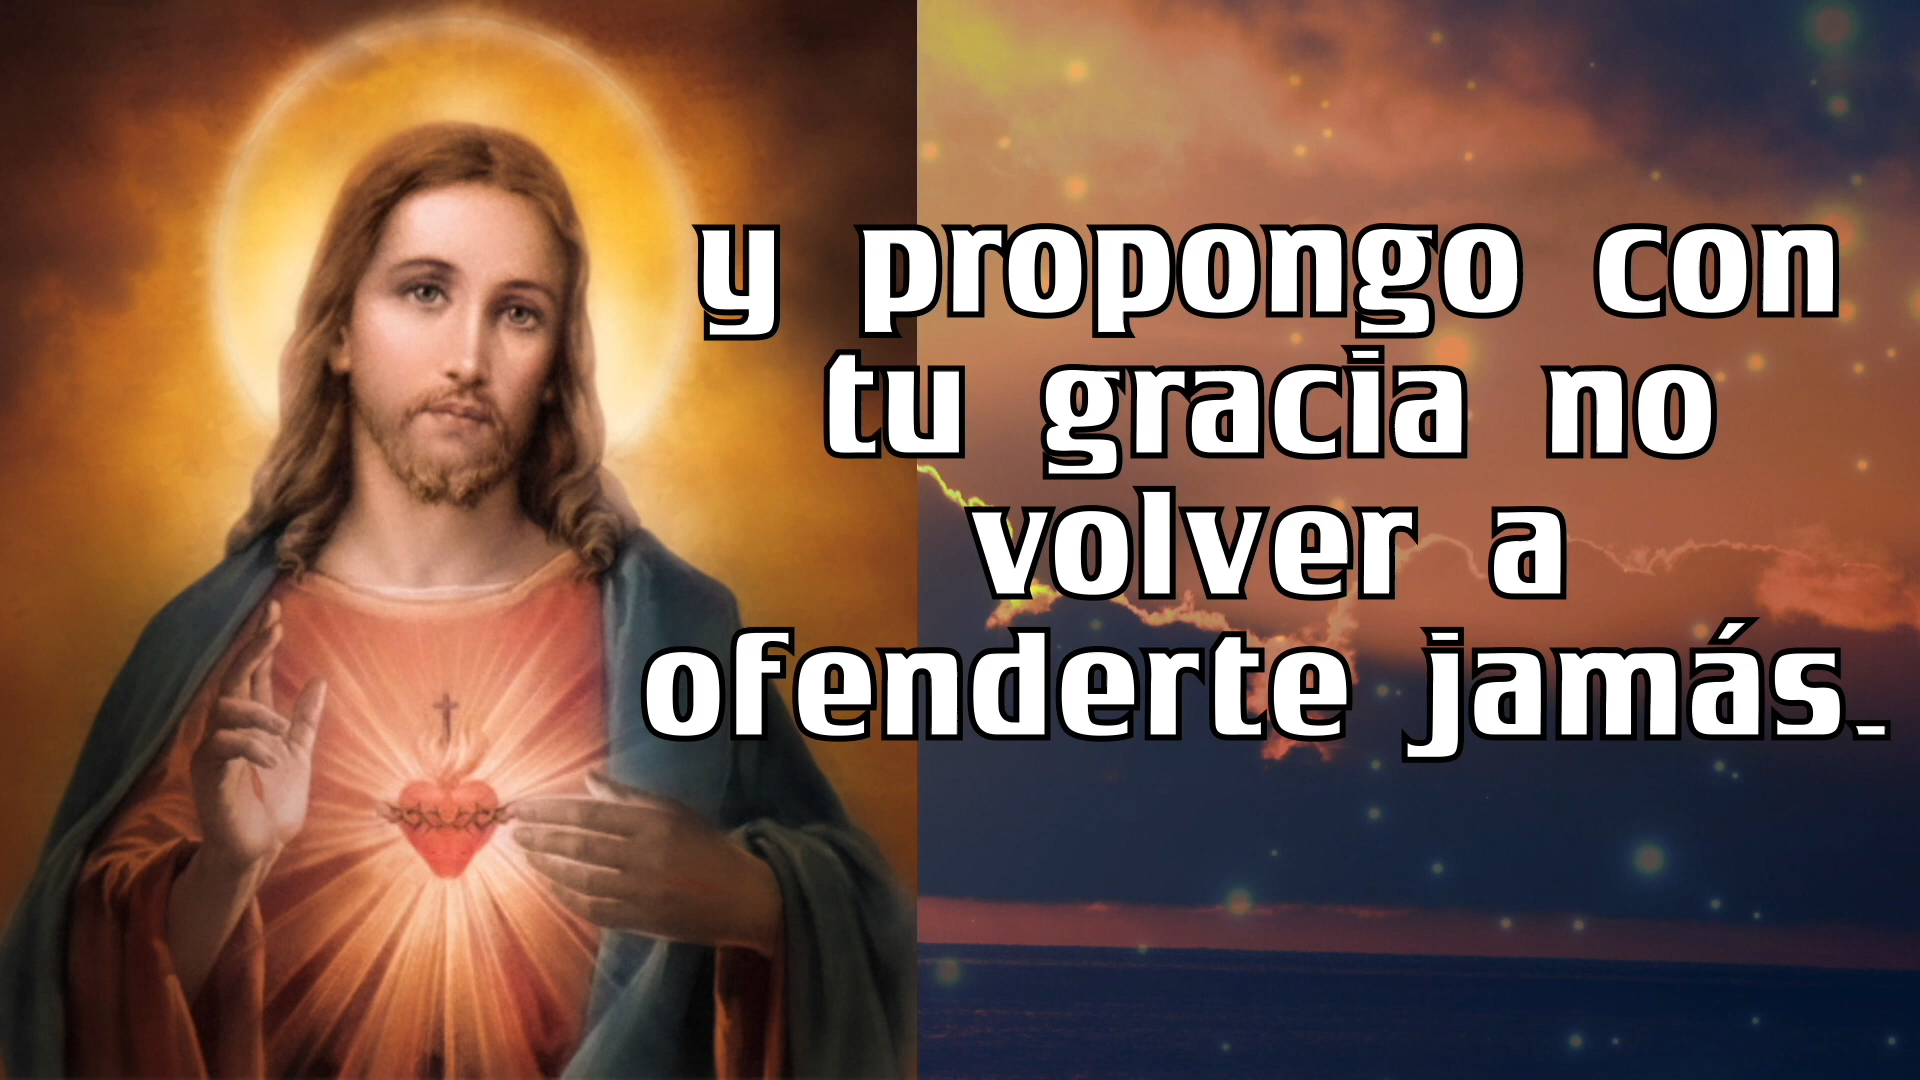 y propongo con
tu gracia no
volver a
ofenderte jamás.